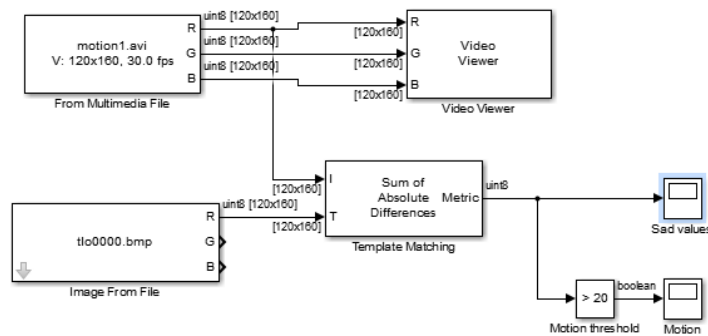 motion1.avi
V: 120x160, 30.0 fps
R
G
B
From Multimedia File
uint8 [120x160]
uint8 [120x160]
uint8 [120x160]
[120x160]
[120x160]
[120x160]
R
G
B
Video
Viewer
Video Viewer
tlo0000.bmp
R
G
B
Image From File
uint8 [120x160]
[120x160]
[120x160]
I
T
Sum of
Absolute
Differences
Metric
Template Matching
uint8
Sad values
> 20
Motion threshold
boolean
Motion